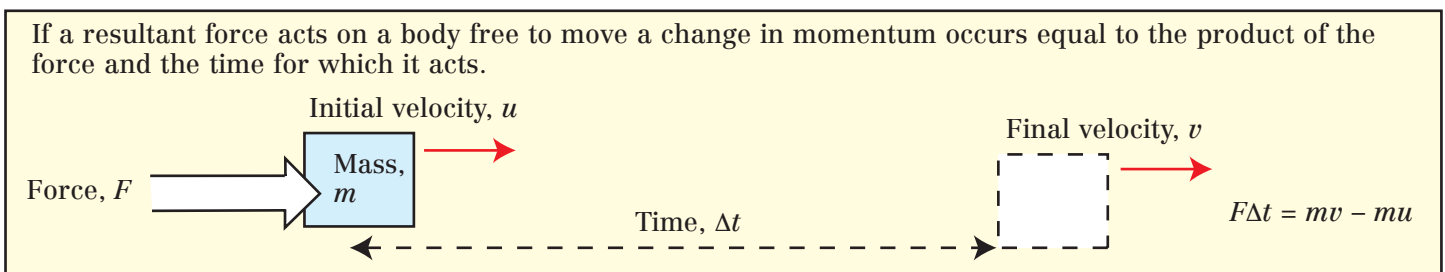 If a resultant force acts on a body free to move a change in momentum occurs equal to the product of the
force and the time for which it acts.
Initial velocity, u
Final velocity, v
Mass,
m
Force, F
Time, Δt
FΔt = mv – mu